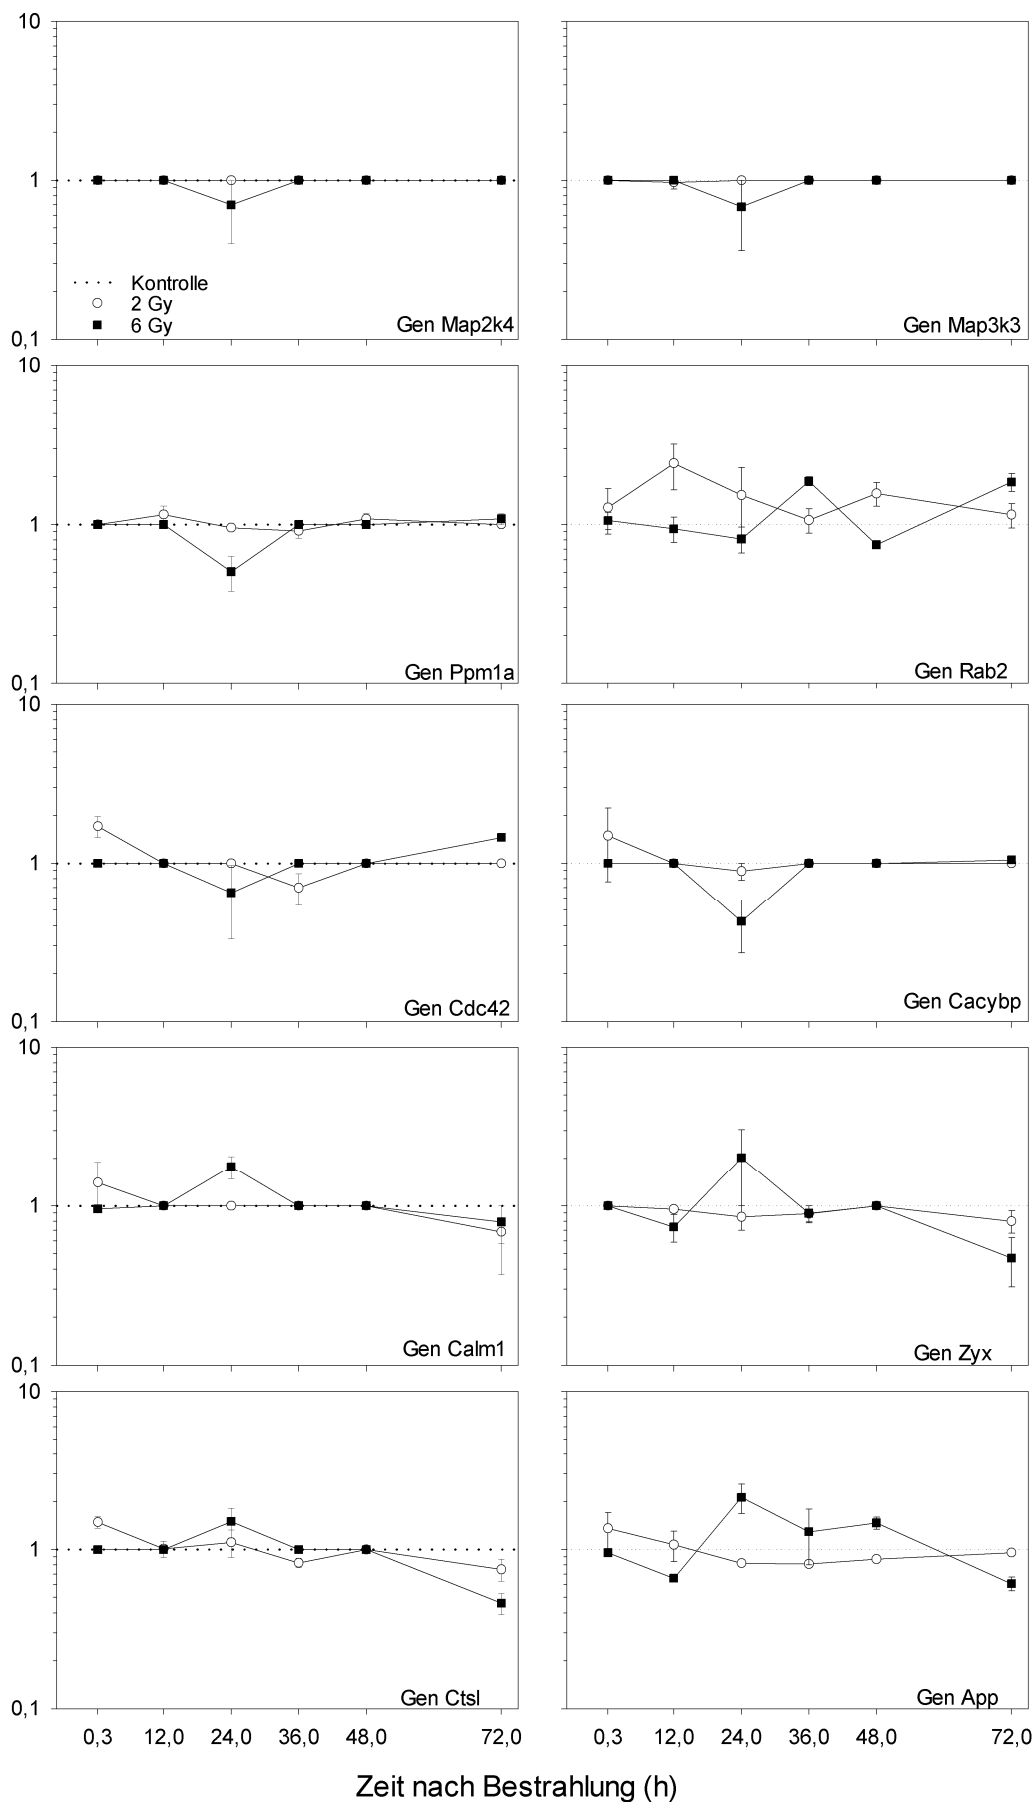 10
1
0,1
Kontrolle
2 Gy
6 Gy
Gen Map2k4
Gen Map3k3
10
1
0,1
Gen Ppm1a
Gen Rab2
10
1
0,1
Gen Cdc42
Gen Cacybp
10
1
0,1
Gen Calm1
Gen Zyx
10
1
0,1
Gen Ctsl
Gen App
0,3 12,0 24,0 36,0 48,0 72,0
0,3 12,0 24,0 36,0 48,0 72,0
Zeit nach Bestrahlung (h)